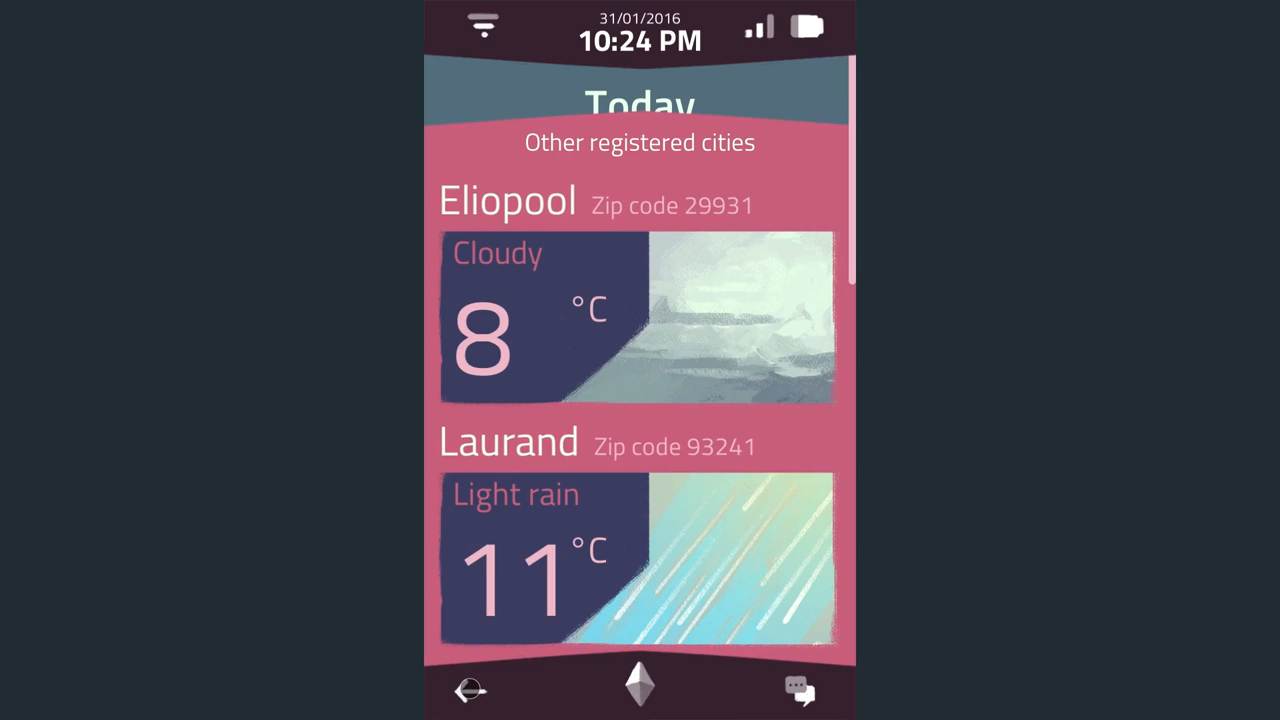 31/01/2016
10:24 PM
Today
Other registered cities
Eliopool Zip code 29931
Cloudy
8 °C
Laurand Zip code 93241
Light rain
11 °C